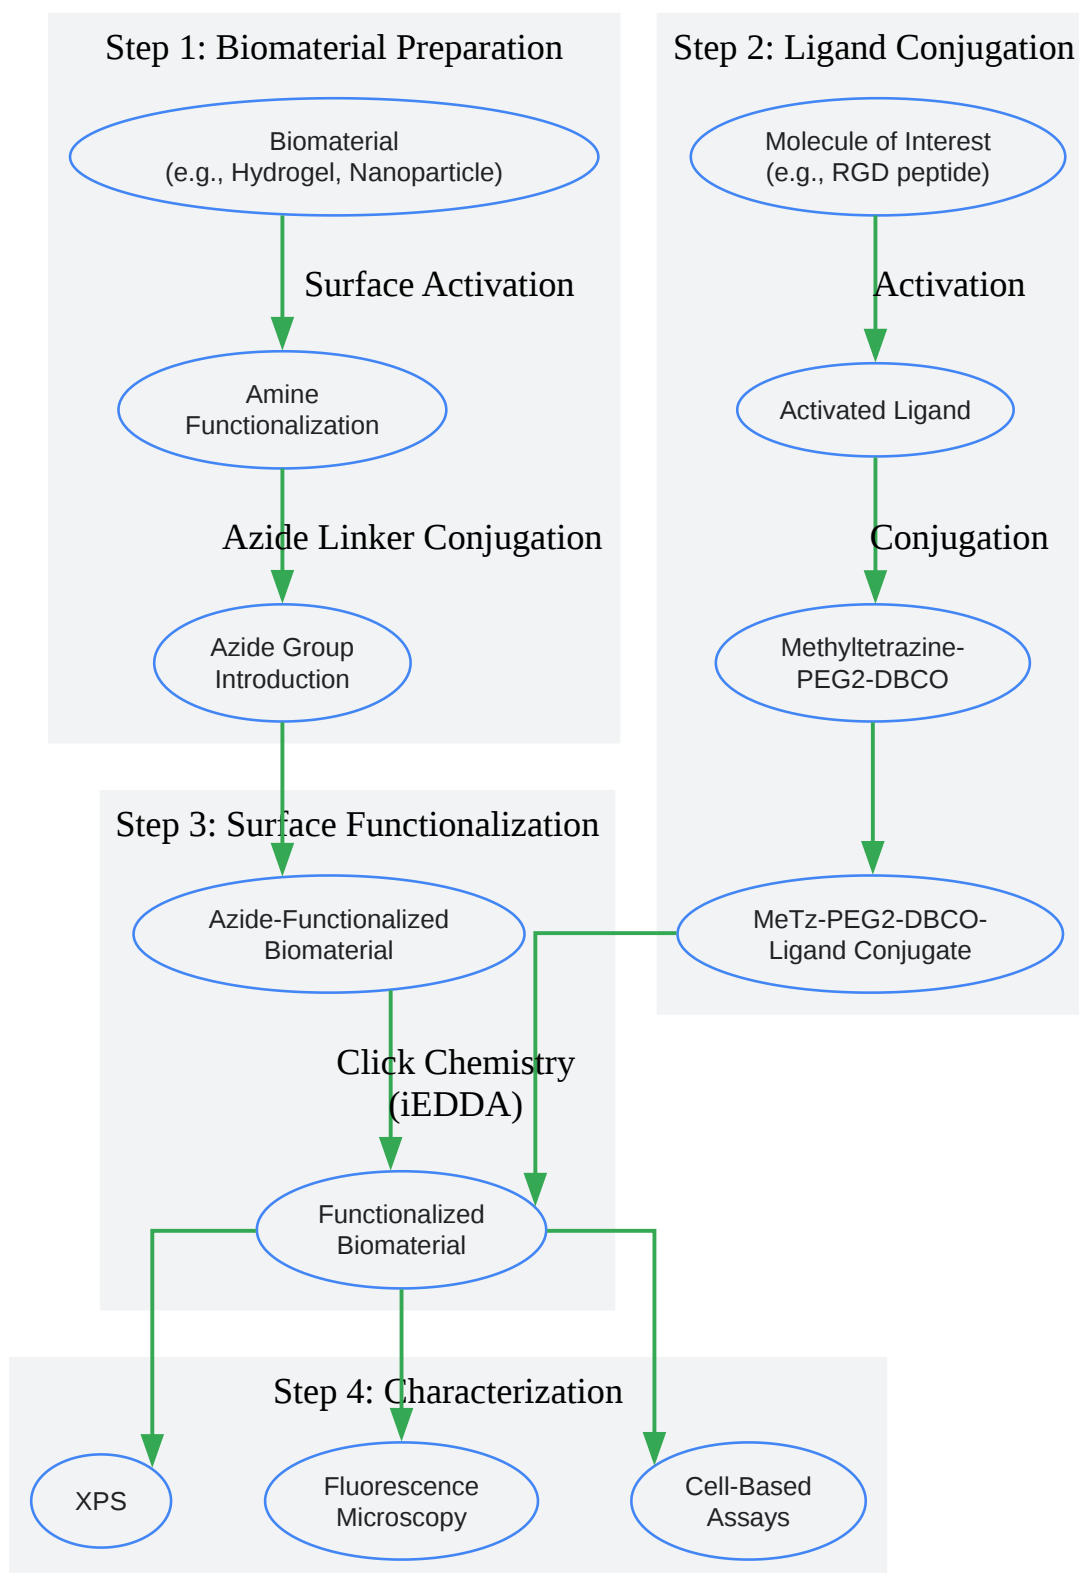 Step 1: Biomaterial Preparation
Biomaterial
(e.g., Hydrogel, Nanoparticle)
Surface Activation
Amine
Functionalization
Azide Linker Conjugation
Azide Group
Introduction
Step 2: Ligand Conjugation
Molecule of Interest
(e.g., RGD peptide)
Activation
Activated Ligand
Conjugation
Methyltetrazine-
PEG2-DBCO
MeTz-PEG2-DBCO-
Ligand Conjugate
Step 3: Surface Functionalization
Azide-Functionalized
Biomaterial
Click Chemistry
(iEDDA)
Functionalized
Biomaterial
Step 4: Characterization
XPS
Fluorescence
Microscopy
Cell-Based
Assays